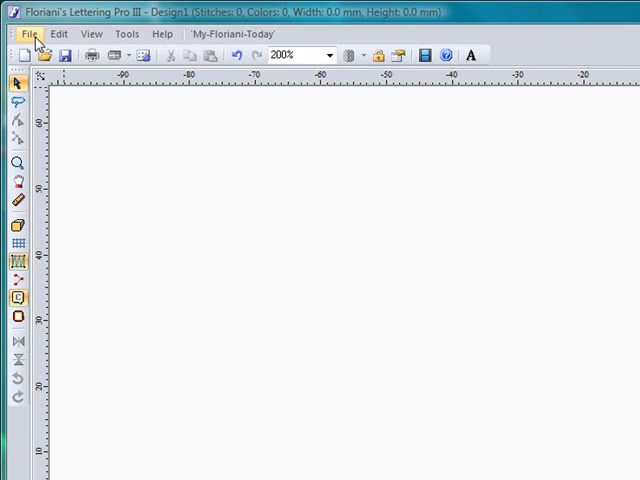 Floriani's Lettering Pro III - Design1 (Stitches: 0, Colors: 0, Width: 0.0 mm, Height: 0.0 mm)
File Edit View Tools Help 'My-Floriani-Today'
200% A
-90 -80 -70 -60 -50 -40 -30 -20
60
50
40
30
20
10
C